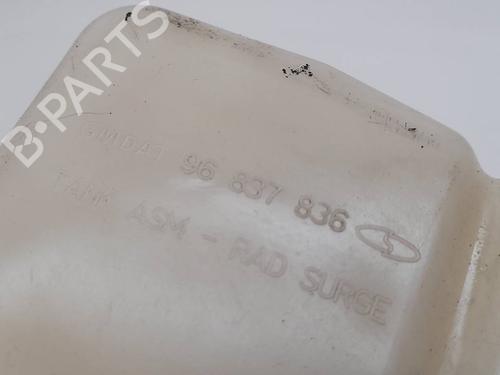 B-PARTS
GMDAT 96 837 836
TANK ASM - RAD SURGE